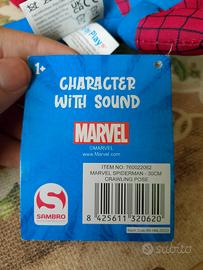 Play
1+
CHARACTER
WITH SOUND
MARVEL
©MARVEL
www.Marvel.com
ITEM NO: 760022062
MARVEL SPIDERMAN - 30CM
CRAWLING POSE
SAMBRO
8 425611 320620
subito